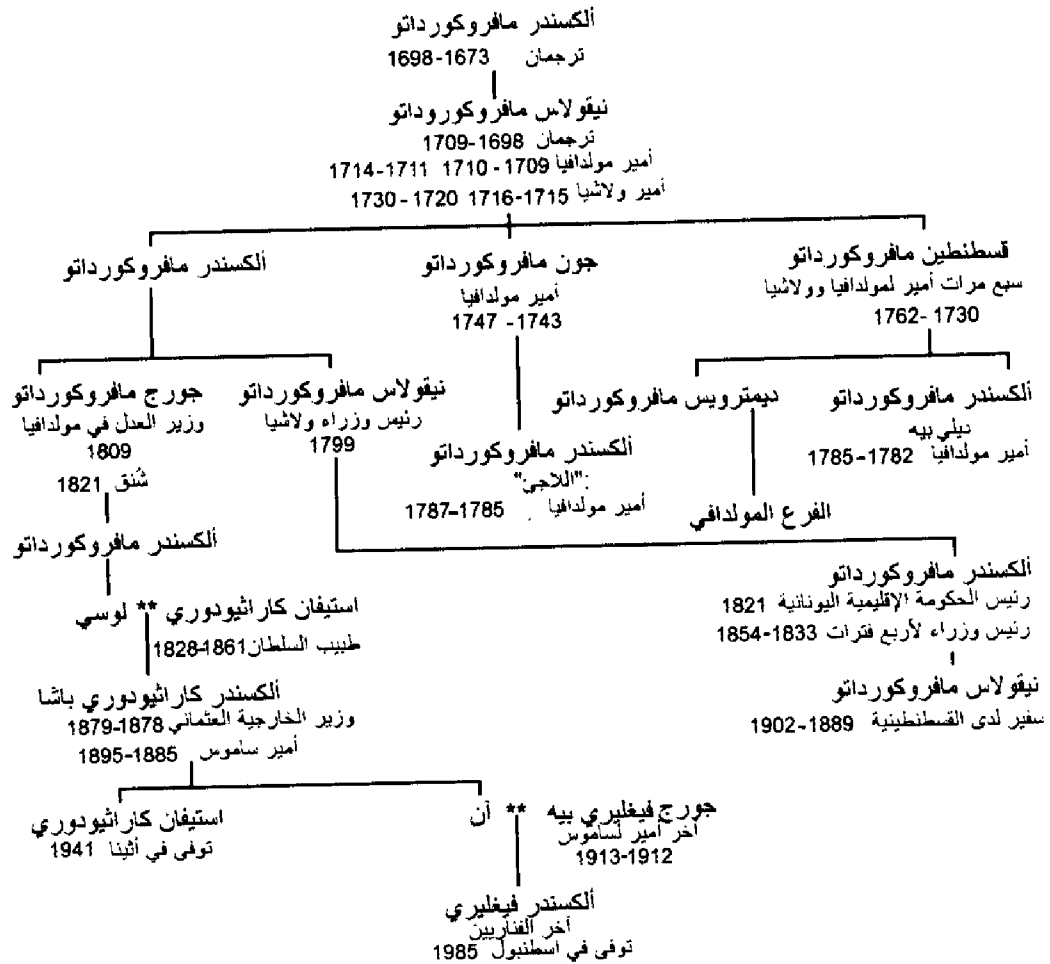 ألكسندر مافروكورداتو
ترجمان 1673-1698
نيقولاس مافروكوروداتو
ترجمان 1698-1709
أمير مولدافيا 1709-1710 1711-1714
أمير ولاشيا 1715-1716 1720-1730
قسطنطين مافروكورداتو
سبع مرات أمير لمولدافيا وولاشيا
1730-1762
جون مافروكورداتو
أمير مولدافيا
1743-1747
ألكسندر مافروكورداتو
ألكسندر مافروكورداتو
ديلي بيه
أمير مولدافيا 1782-1785
ديمترويس مافروكورداتو
الفرع المولدافي
ألكسندر مافروكورداتو
"اللاجئ":
أمير مولدافيا 1785-1787
نيقولاس مافروكورداتو
رئيس وزراء ولاشيا
1799
جورج مافروكورداتو
وزير العدل في مولدافيا
1809
شُنق 1821
ألكسندر مافروكورداتو
ألكسندر مافروكورداتو
رئيس الحكومة الإقليمية اليونانية 1821
رئيس وزراء لأربع فترات 1833-1854
نيقولاس مافروكورداتو
سفير لدى القسطنطينية 1889-1902
استيفان كاراثيودوري ** لوسي
طبيب السلطان 1828-1861
ألكسندر كاراثيودوري باشا
وزير الخارجية العثماني 1878-1879
أمير ساموس 1885-1895
جورج فيغليري بيه ** آن
آخر أمير لساموس
1912-1913
استيفان كاراثيودوري
توفى في أثينا 1941
ألكسندر فيغليري
آخر الفناريين
توفى في اسطنبول 1985